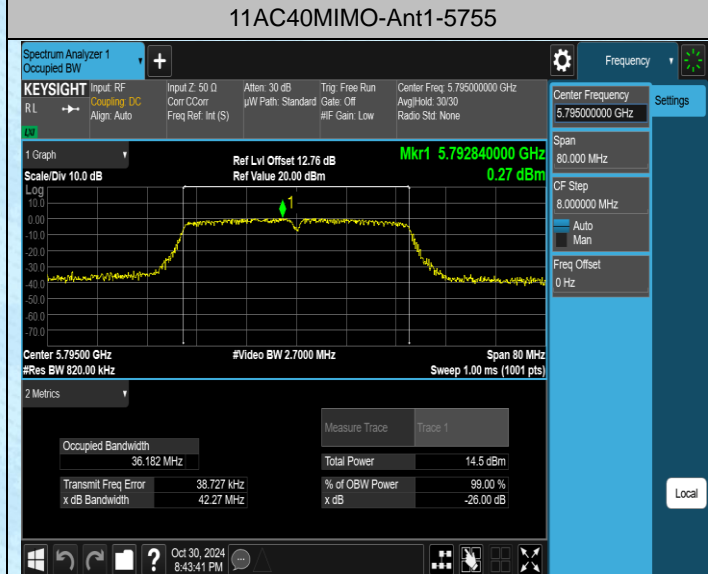 11AC40MIMO-Ant1-5755
Spectrum Analyzer 1
Occupied BW
Frequency
KEYSIGHT
Input: RF
Coupling: DC
Align: Auto
Input Z: 50 Ω
Corr CCorr
Freq Ref: Int (S)
Atten: 30 dB
µW Path: Standard
Trig: Free Run
Gate: Off
#IF Gain: Low
Center Freq: 5.795000000 GHz
Avg|Hold: 30/30
Radio Std: None
R L
LXI
Center Frequency
5.795000000 GHz
Settings
Span
80.000 MHz
CF Step
8.000000 MHz
Auto
Man
Freq Offset
0 Hz
1 Graph
Scale/Div 10.0 dB
Ref Lvl Offset 12.76 dB
Ref Value 20.00 dBm
Mkr1 5.792840000 GHz
0.27 dBm
Log
10.0
0.00
-10.0
-20.0
-30.0
-40.0
-50.0
-60.0
-70.0
1
Center 5.79500 GHz
#Res BW 820.00 kHz
#Video BW 2.7000 MHz
Span 80 MHz
Sweep 1.00 ms (1001 pts)
2 Metrics
Measure Trace
Trace 1
Occupied Bandwidth
36.182 MHz
Total Power
14.5 dBm
Transmit Freq Error
38.727 kHz
% of OBW Power
99.00 %
x dB Bandwidth
42.27 MHz
x dB
-26.00 dB
Local
?
Oct 30, 2024
8:43:41 PM